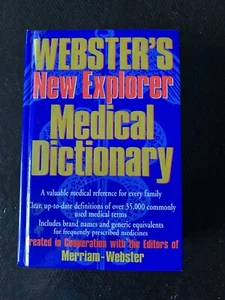 WEBSTER'S
New Explorer
Medical
Dictionary
A valuable medical reference for every family
Clear, up-to-date definitions of over 35,000 commonly
used medical terms
Includes brand names and generic equivalents
for frequently prescribed medicines
Created in Cooperation with the Editors of
Merriam-Webster